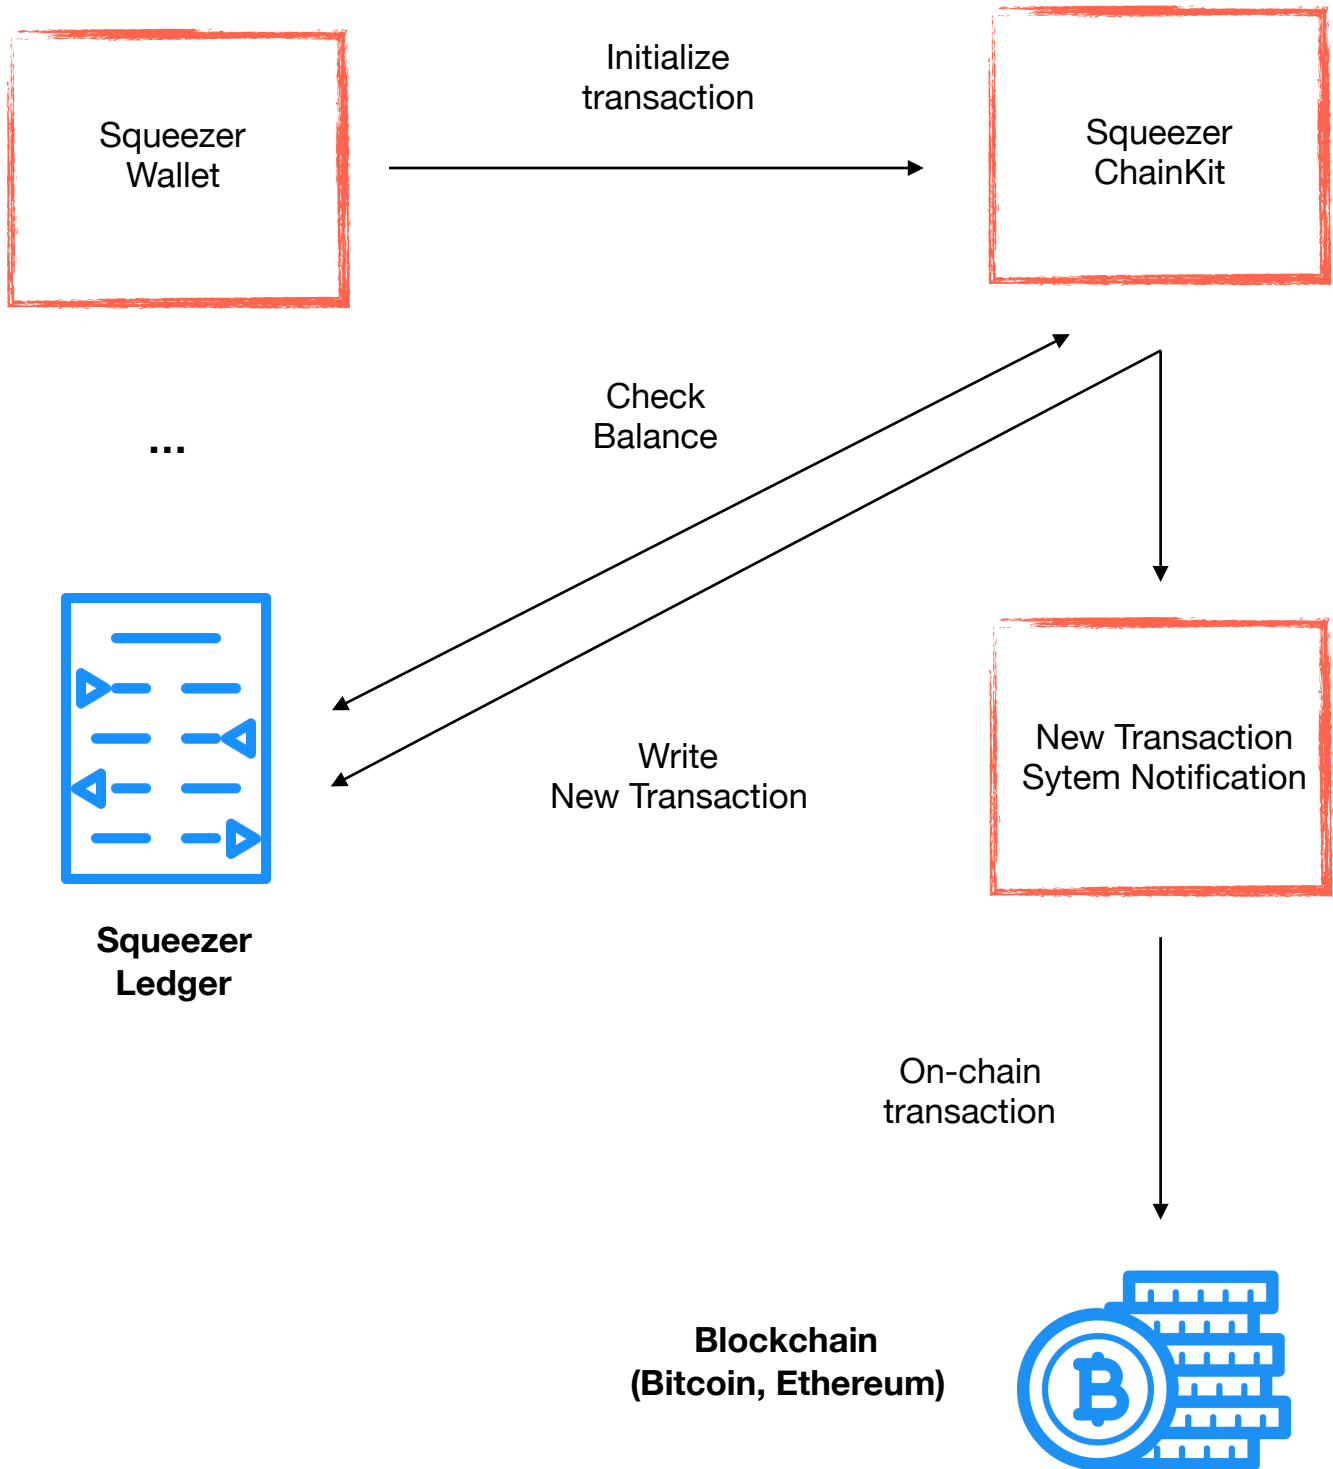 Initialize
transaction
Squeezer
Wallet
Squeezer
ChainKit
Check
Balance
...
Write
New Transaction
New Transaction
Sytem Notification
Squeezer
Ledger
On-chain
transaction
Blockchain
(Bitcoin, Ethereum)